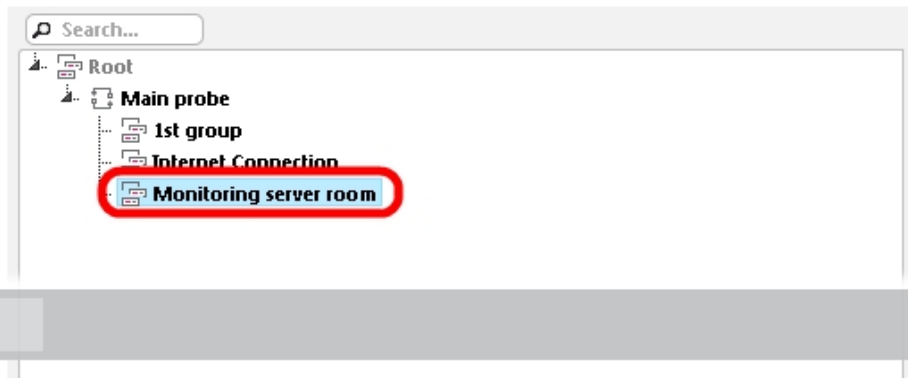 Search...
Root
Main probe
1st group
Internet Connection
Monitoring server room